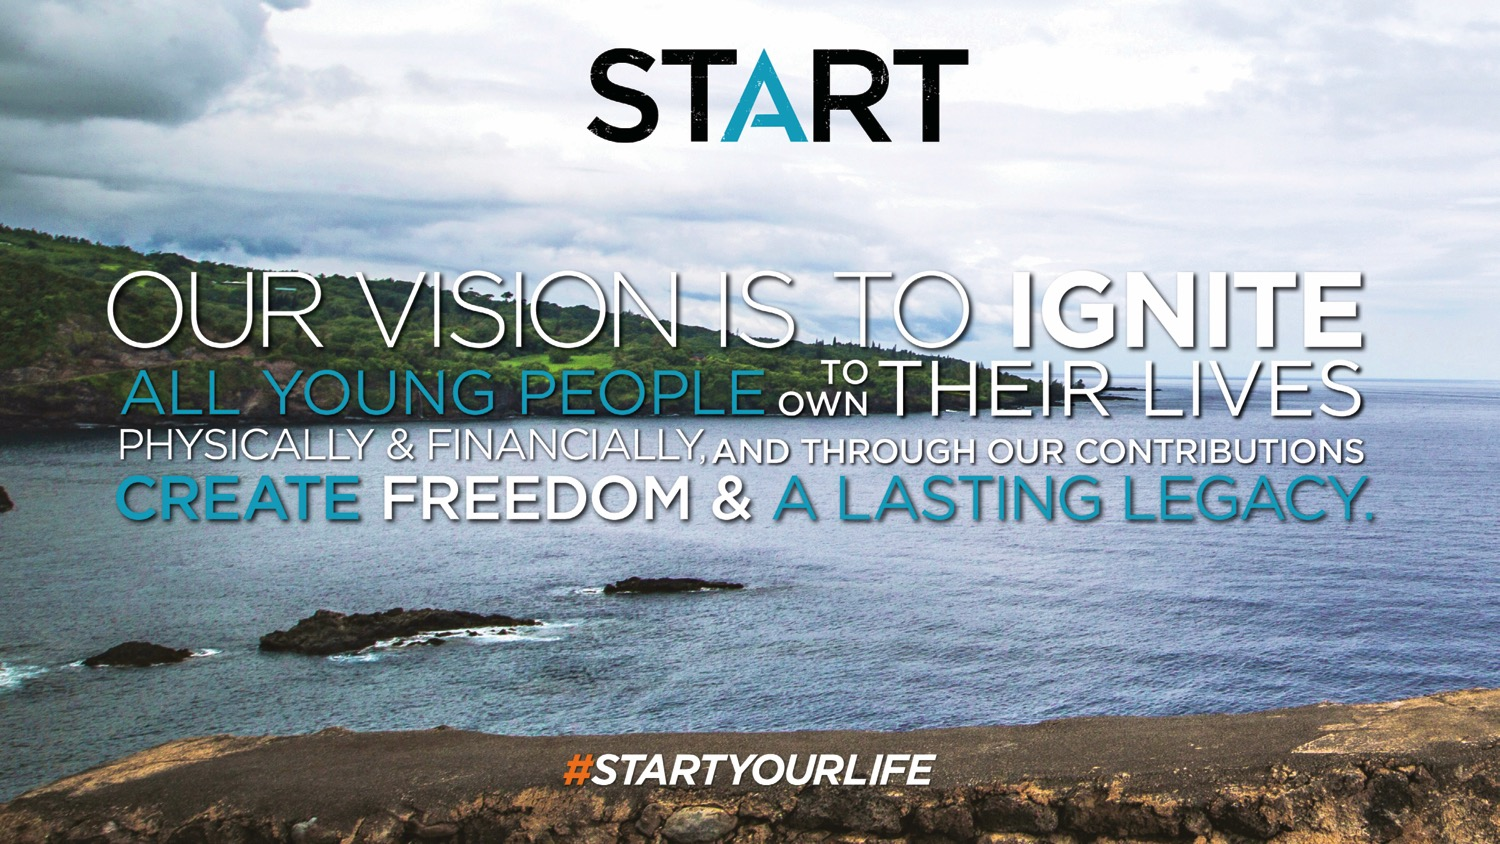 START
OUR VISION IS TO IGNITE
ALL YOUNG PEOPLE TO OWN THEIR LIVES
PHYSICALLY & FINANCIALLY, AND THROUGH OUR CONTRIBUTIONS
CREATE FREEDOM & A LASTING LEGACY.
#STARTYOURLIFE